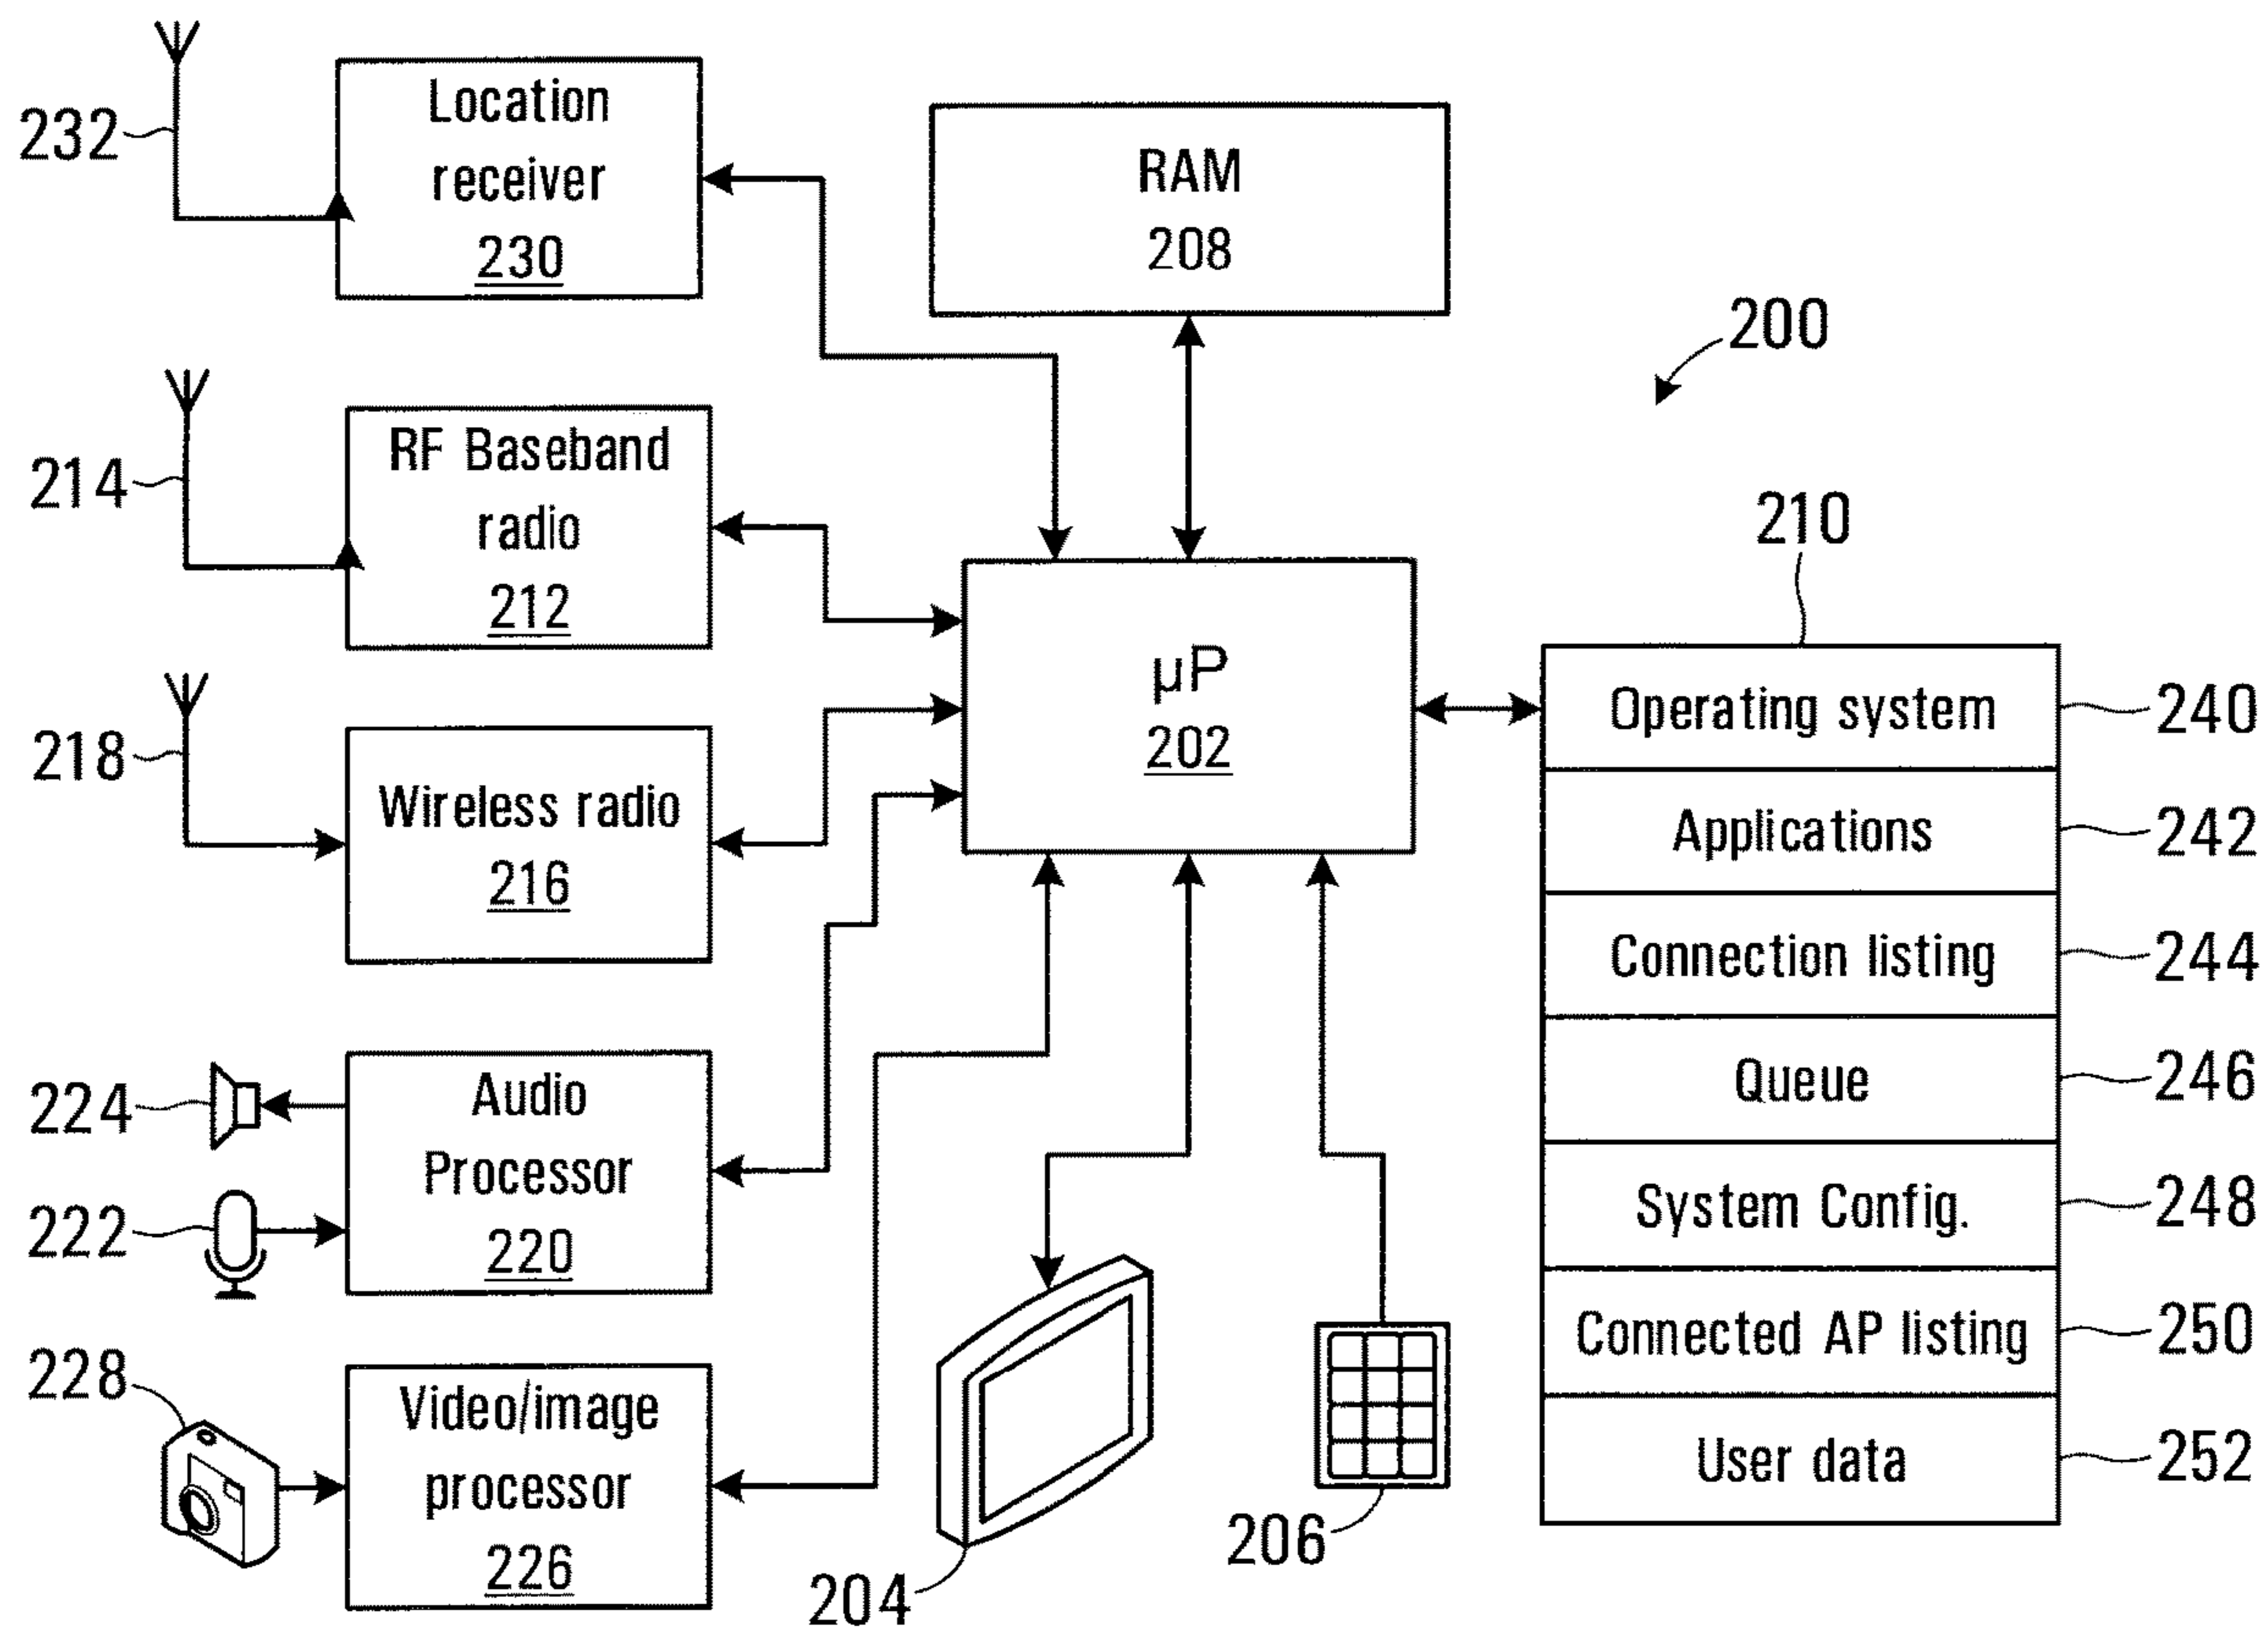 232
Location
receiver
230
RAM
208
200
214
RF Baseband
radio
212
210
218
Wireless radio
216
µP
202
Operating system
240
Applications
242
Connection listing
244
Queue
246
System Config.
248
Connected AP listing
250
User data
252
224
222
Audio
Processor
220
228
Video/image
processor
226
204
206